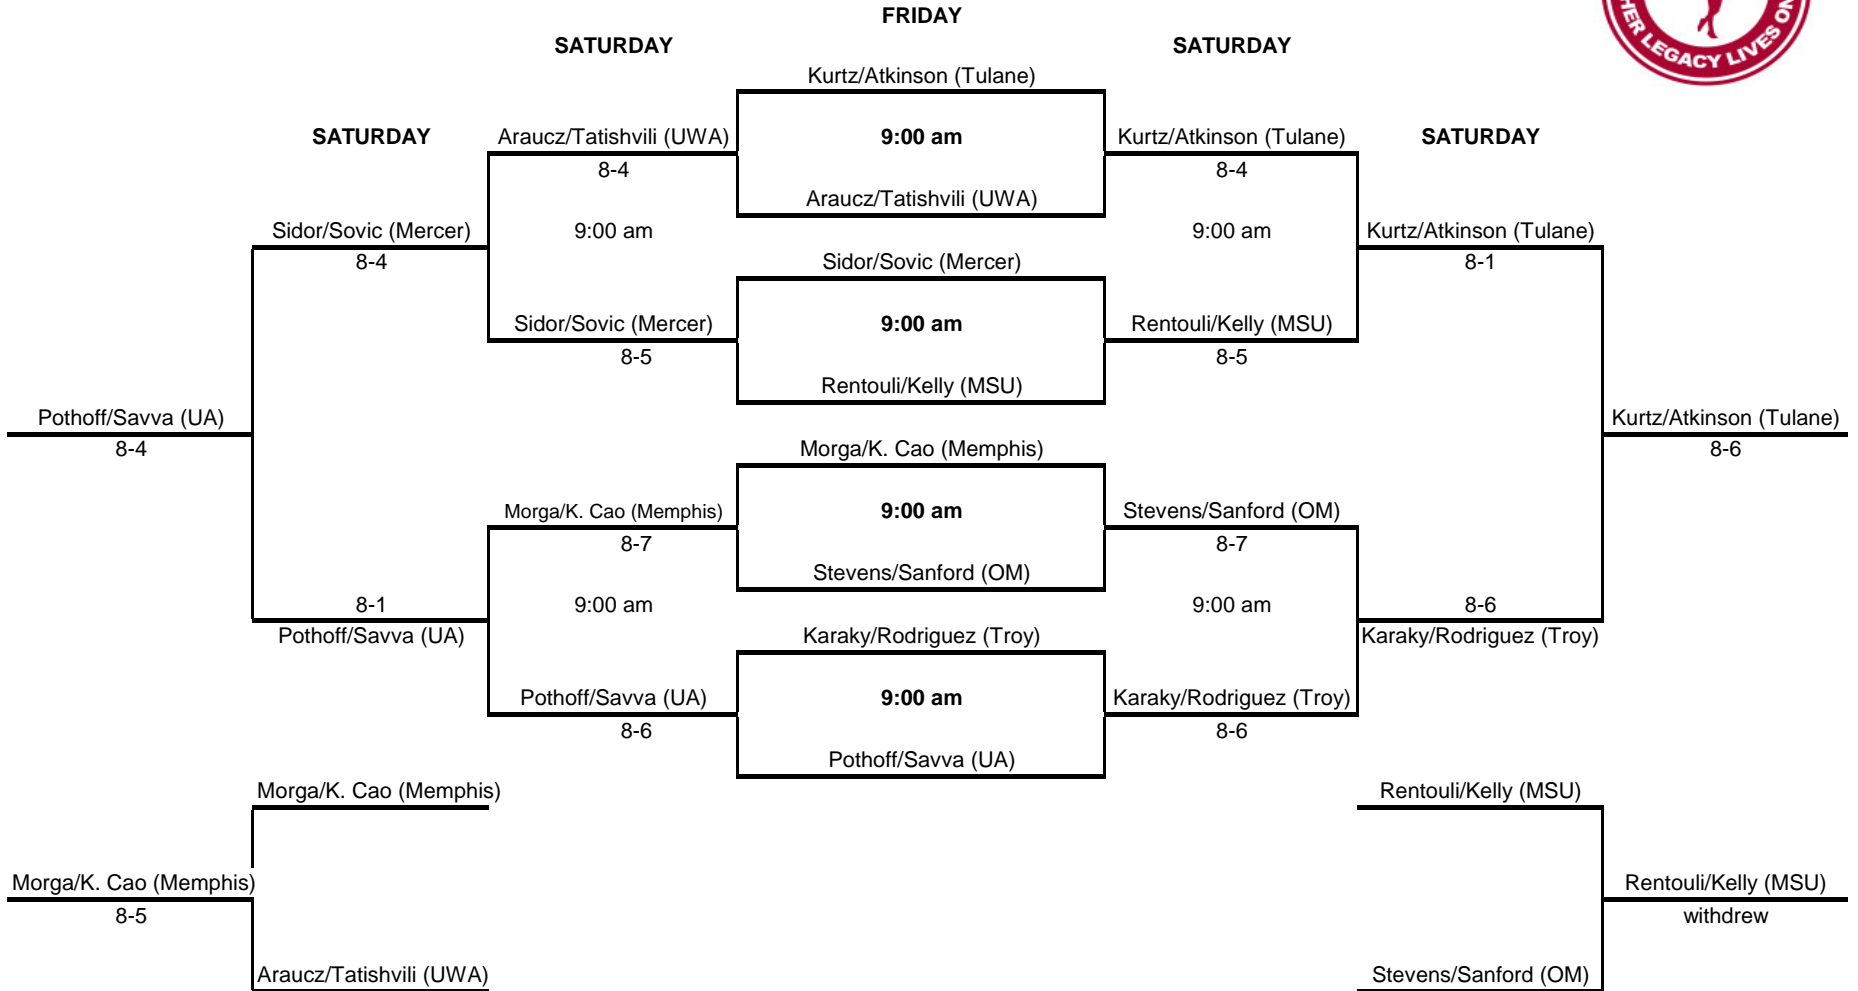 FRIDAY
HER LEGACY LIVES ON
SATURDAY SATURDAY
Kurtz/Atkinson (Tulane)
SATURDAY Araucz/Tatishvili (UWA) 9:00 am Kurtz/Atkinson (Tulane) SATURDAY
8-4 8-4
Araucz/Tatishvili (UWA)
Sidor/Sovic (Mercer) 9:00 am 9:00 am Kurtz/Atkinson (Tulane)
8-4 Sidor/Sovic (Mercer) 8-1
Sidor/Sovic (Mercer) 9:00 am Rentouli/Kelly (MSU)
8-5 8-5
Rentouli/Kelly (MSU)
Pothoff/Savva (UA) Kurtz/Atkinson (Tulane)
8-4 Morga/K. Cao (Memphis) 8-6
Morga/K. Cao (Memphis) 9:00 am Stevens/Sanford (OM)
8-7 8-7
Stevens/Sanford (OM)
8-1 9:00 am 9:00 am 8-6
Pothoff/Savva (UA) Karaky/Rodriguez (Troy) Karaky/Rodriguez (Troy)
Pothoff/Savva (UA) 9:00 am Karaky/Rodriguez (Troy)
8-6 8-6
Pothoff/Savva (UA)
Morga/K. Cao (Memphis) Rentouli/Kelly (MSU)
Morga/K. Cao (Memphis) Rentouli/Kelly (MSU)
8-5 withdrew
Araucz/Tatishvili (UWA) Stevens/Sanford (OM)